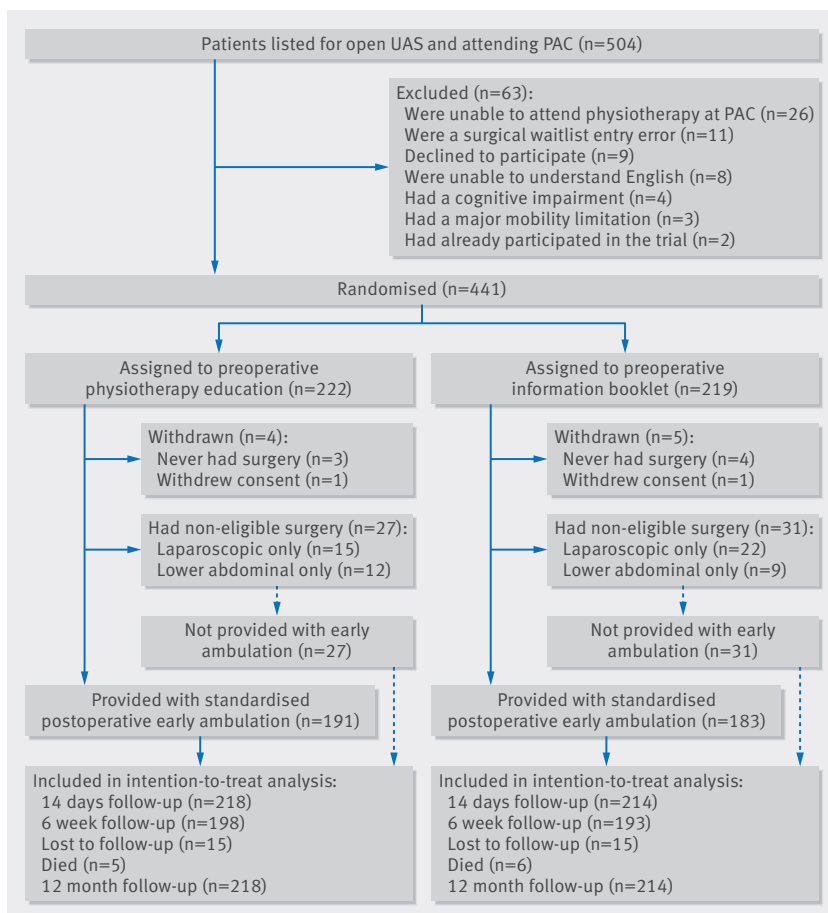 Patients listed for open UAS and attending PAC (n=504)
Excluded (n=63):
Were unable to attend physiotherapy at PAC (n=26)
Were a surgical waitlist entry error (n=11)
Declined to participate (n=9)
Were unable to understand English (n=8)
Had a cognitive impairment (n=4)
Had a major mobility limitation (n=3)
Had already participated in the trial (n=2)
Randomised (n=441)
Assigned to preoperative
physiotherapy education (n=222)
Withdrawn (n=4):
Never had surgery (n=3)
Withdrew consent (n=1)
Had non-eligible surgery (n=27):
Laparoscopic only (n=15)
Lower abdominal only (n=12)
Not provided with early
ambulation (n=27)
Provided with standardised
postoperative early ambulation (n=191)
Included in intention-to-treat analysis:
14 days follow-up (n=218)
6 week follow-up (n=198)
Lost to follow-up (n=15)
Died (n=5)
12 month follow-up (n=218)
Assigned to preoperative
information booklet (n=219)
Withdrawn (n=5):
Never had surgery (n=4)
Withdrew consent (n=1)
Had non-eligible surgery (n=31):
Laparoscopic only (n=22)
Lower abdominal only (n=9)
Not provided with early
ambulation (n=31)
Provided with standardised
postoperative early ambulation (n=183)
Included in intention-to-treat analysis:
14 days follow-up (n=214)
6 week follow-up (n=193)
Lost to follow-up (n=15)
Died (n=6)
12 month follow-up (n=214)